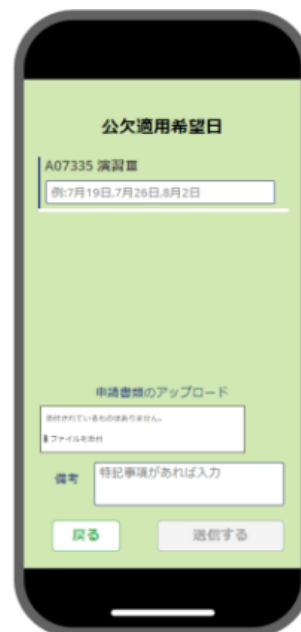 公欠適用希望日
A07335 演習Ⅲ
例:7月19日,7月26日,8月2日
申請書類のアップロード
添付されているものはありません。
ファイルを添付
備考
特記事項があれば入力
戻る
送信する